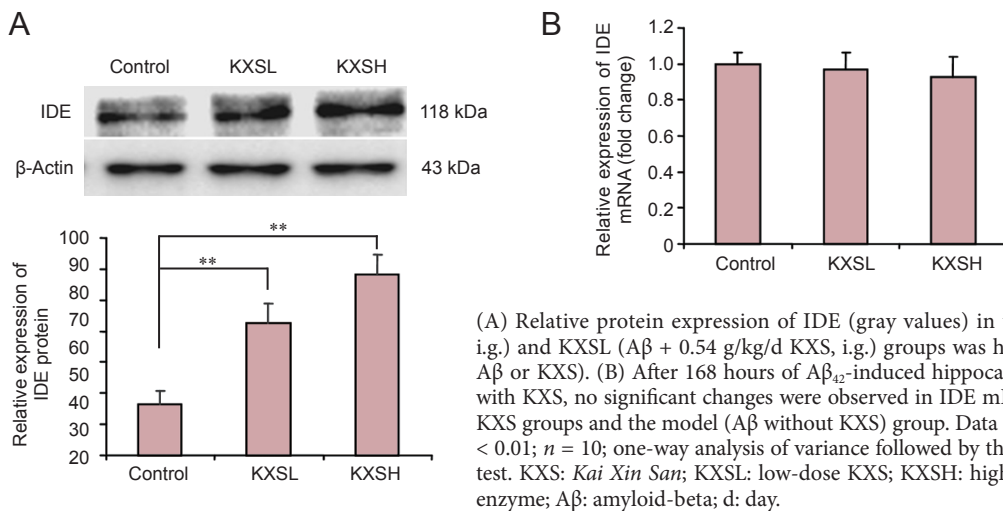 A
Control KXSL KXSH
IDE 118 kDa
β-Actin 43 kDa
Relative expression of
IDE protein
100
90
80
70
60
40
30
20
**
**
Control KXSL KXSH
B
Relative expression of IDE
mRNA (fold change)
1.2
1.0
0.8
0.6
0.4
0.2
0
Control KXSL KXSH
(A) Relative protein expression of IDE (gray values) in
i.g.) and KXSL (Aβ + 0.54 g/kg/d KXS, i.g.) groups was h
Aβ or KXS). (B) After 168 hours of Aβ₄₂-induced hippoca
with KXS, no significant changes were observed in IDE m
KXS groups and the model (Aβ without KXS) group. Data
< 0.01; n = 10; one-way analysis of variance followed by th
test. KXS: Kai Xin San; KXSL: low-dose KXS; KXSH: high
enzyme; Aβ: amyloid-beta; d: day.